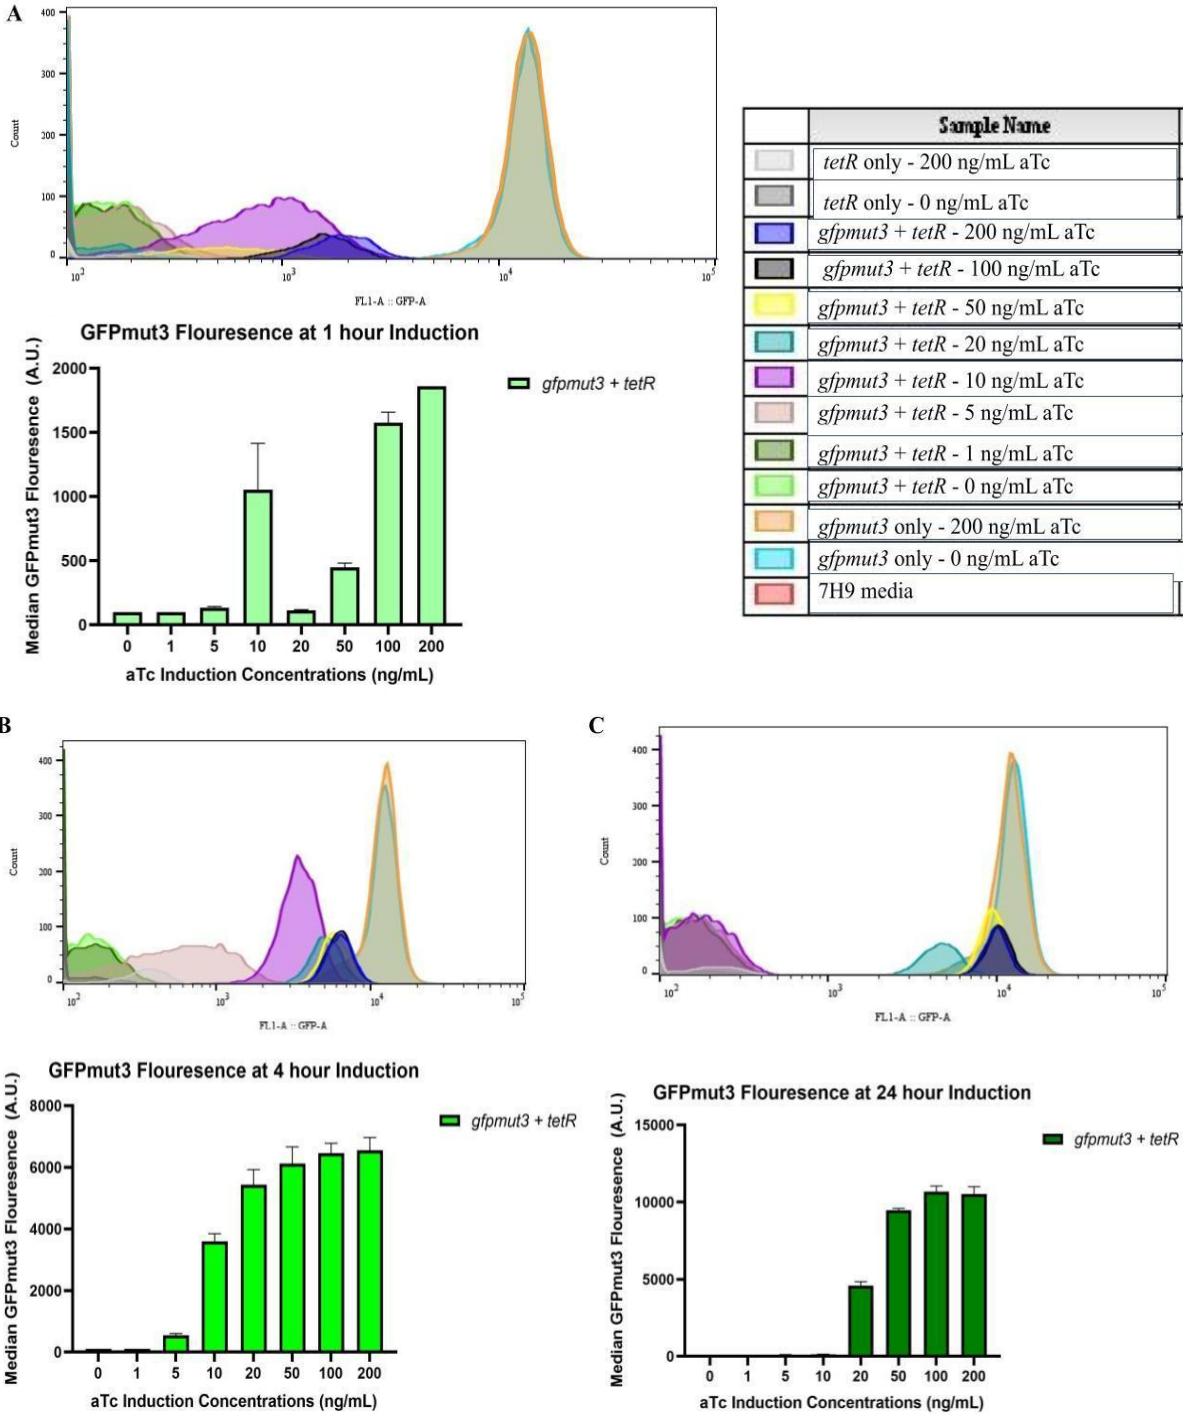 A
400
300
200
100
0
Count
10^2 10^3 10^4 10^5
FL1-A :: GFP-A
Sample Name
tetR only - 200 ng/mL aTc
tetR only - 0 ng/mL aTc
gfpmut3 + tetR - 200 ng/mL aTc
gfpmut3 + tetR - 100 ng/mL aTc
gfpmut3 + tetR - 50 ng/mL aTc
gfpmut3 + tetR - 20 ng/mL aTc
gfpmut3 + tetR - 10 ng/mL aTc
gfpmut3 + tetR - 5 ng/mL aTc
gfpmut3 + tetR - 1 ng/mL aTc
gfpmut3 + tetR - 0 ng/mL aTc
gfpmut3 only - 200 ng/mL aTc
gfpmut3 only - 0 ng/mL aTc
7H9 media
GFPmut3 Flouresence at 1 hour Induction
Median GFPmut3 Flouresence (A.U.)
2000
1500
1000
500
0
0 1 5 10 20 50 100 200
aTc Induction Concentrations (ng/mL)
gfpmut3 + tetR
B
400
300
200
100
0
Count
10^2 10^3 10^4 10^5
FL1-A :: GFP-A
GFPmut3 Flouresence at 4 hour Induction
Median GFPmut3 Flouresence (A.U.)
8000
6000
4000
2000
0
0 1 5 10 20 50 100 200
aTc Induction Concentrations (ng/mL)
gfpmut3 + tetR
C
400
300
200
100
0
Count
10^2 10^3 10^4 10^5
FL1-A :: GFP-A
GFPmut3 Flouresence at 24 hour Induction
Median GFPmut3 Flouresence (A.U.)
15000
10000
5000
0
0 1 5 10 20 50 100 200
aTc Induction Concentrations (ng/mL)
gfpmut3 + tetR